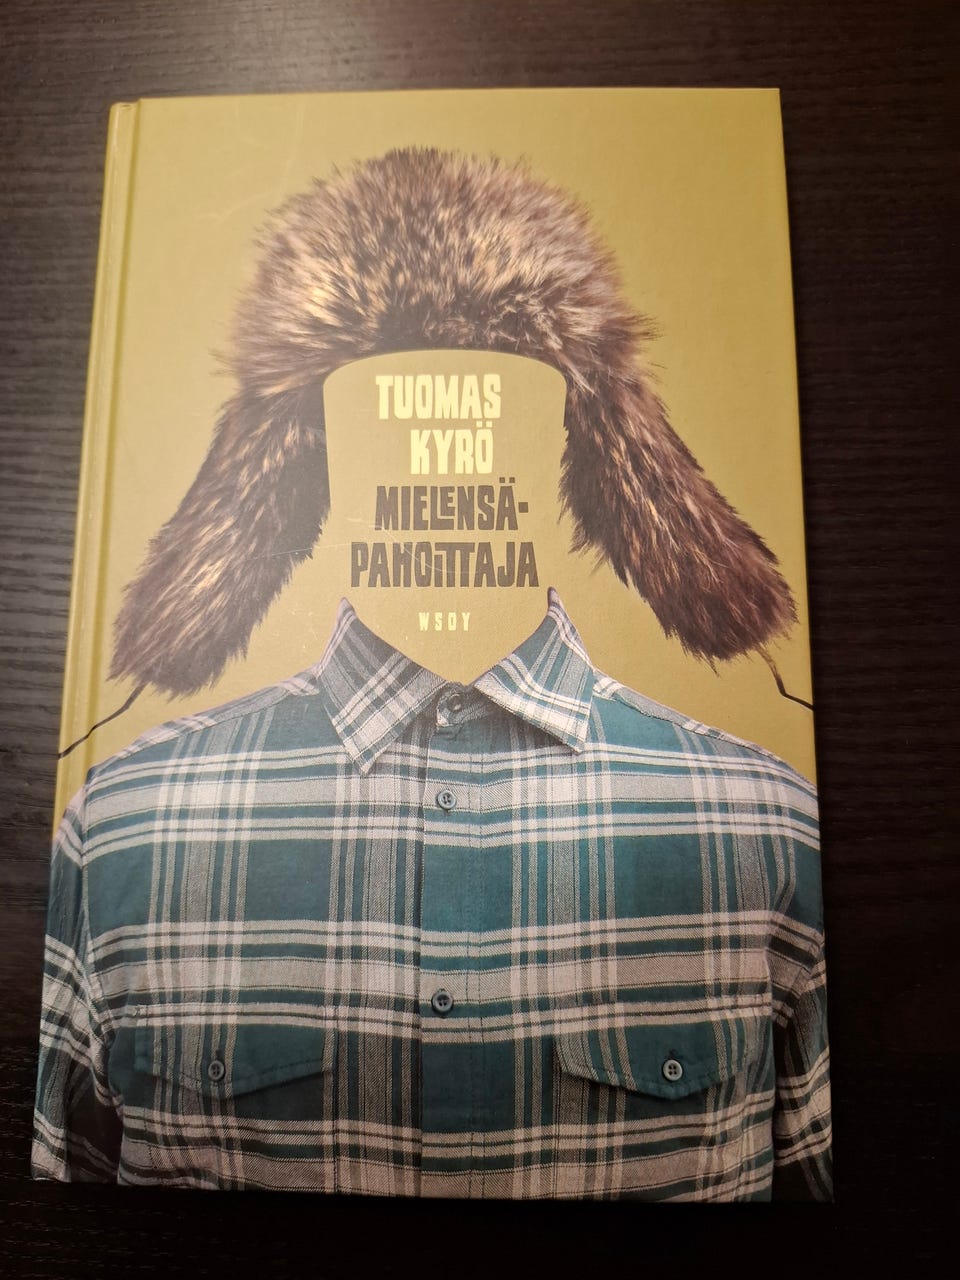 TUOMAS
KYRÖ
MIELENSÄ-
PAHOITTAJA
WSOY